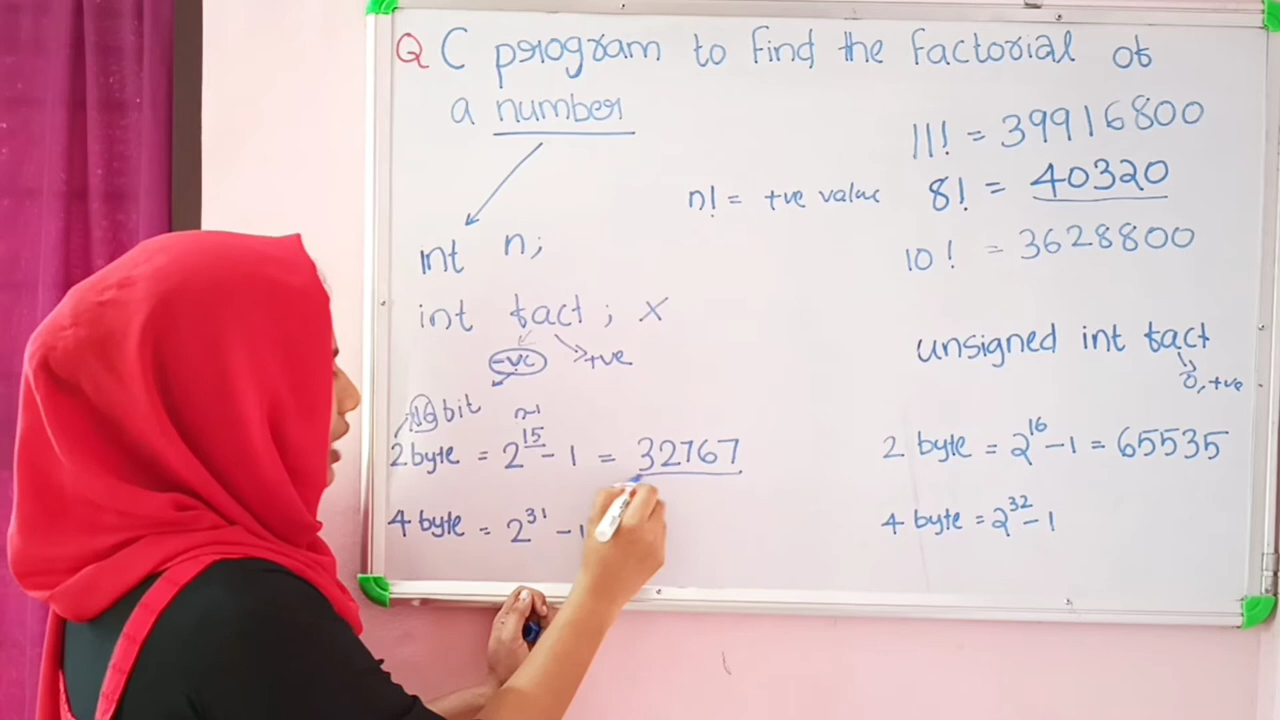 Q C program to find the factorial of
a number
11! = 39916800
n! = +ve value 8! = 40320
10! = 3628800
int n;
int fact; X
-ve +ve
unsigned int fact
0, +ve
16 bit n-1
2 byte = 2^15 - 1 = 32767
4 byte = 2^31 - 1
2 byte = 2^16 - 1 = 65535
4 byte = 2^32 - 1